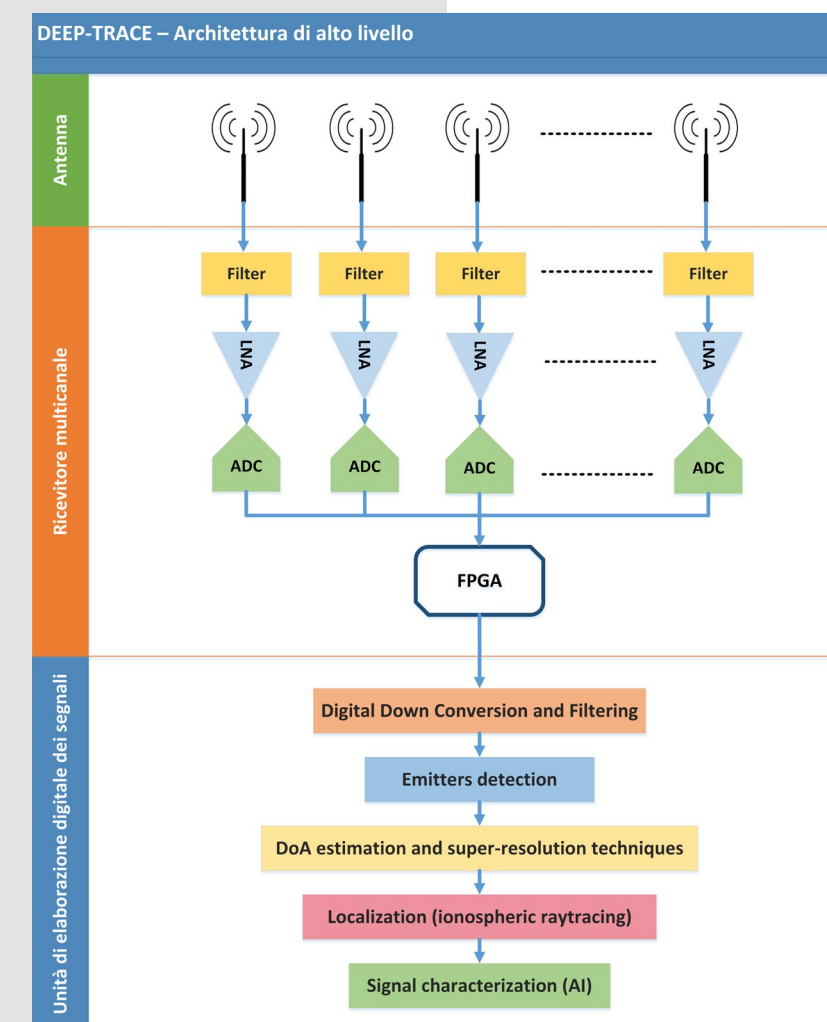 DEEP-TRACE – Architettura di alto livello
Antenna
Ricevitore multicanale
Filter
Filter
Filter
Filter
LNA
LNA
LNA
LNA
ADC
ADC
ADC
ADC
FPGA
Unità di elaborazione digitale dei segnali
Digital Down Conversion and Filtering
Emitters detection
DoA estimation and super-resolution techniques
Localization (ionospheric raytracing)
Signal characterization (AI)